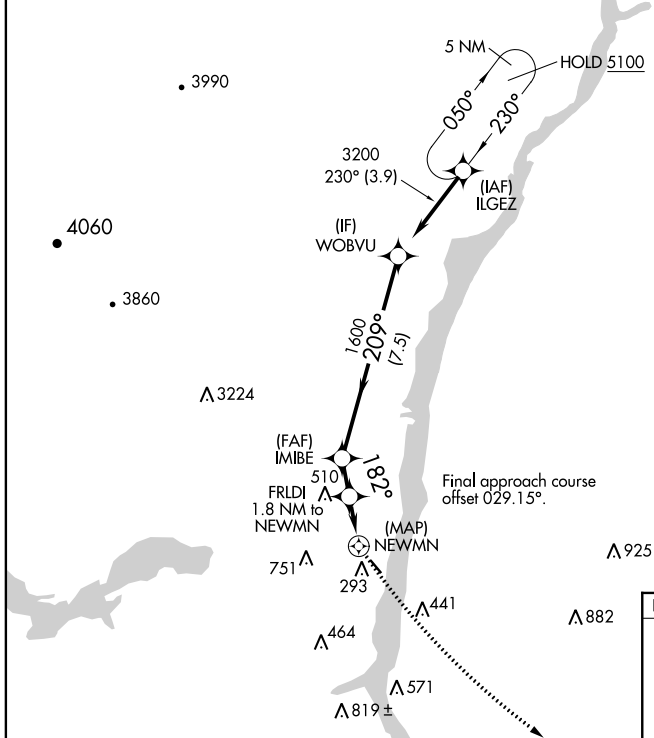 5 NM
HOLD 5100
3990
050°
230°
3200
230° (3.9)
(IAF)
ILGEZ
(IF)
WOBVU
4060
3860
1600
209°
(7.5)
3224
(FAF)
IMIBE
510
182°
FRLDI
1.8 NM to
NEWMN
Final approach course
offset 029.15°.
(MAP)
NEWMN
751
293
925
441
882
464
571
819 ±